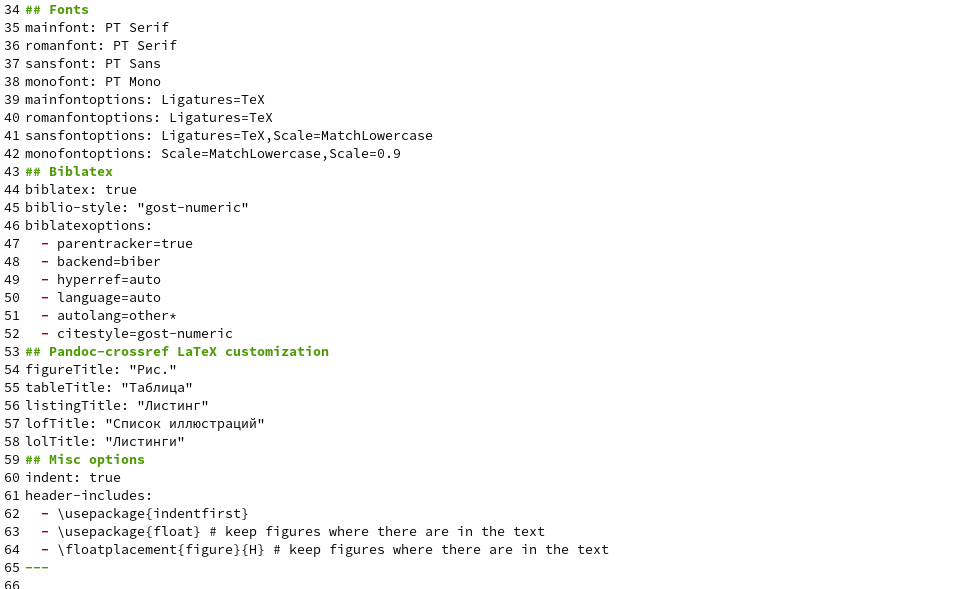 34 ## Fonts
35 mainfont: PT Serif
36 romanfont: PT Serif
37 sansfont: PT Sans
38 monofont: PT Mono
39 mainfontoptions: Ligatures=TeX
40 romanfontoptions: Ligatures=TeX
41 sansfontoptions: Ligatures=TeX,Scale=MatchLowercase
42 monofontoptions: Scale=MatchLowercase,Scale=0.9
43 ## Biblatex
44 biblatex: true
45 biblio-style: "gost-numeric"
46 biblatexoptions:
47   - parentracker=true
48   - backend=biber
49   - hyperref=auto
50   - language=auto
51   - autolang=other*
52   - citestyle=gost-numeric
53 ## Pandoc-crossref LaTeX customization
54 figureTitle: "Рис."
55 tableTitle: "Таблица"
56 listingTitle: "Листинг"
57 lofTitle: "Список иллюстраций"
58 lolTitle: "Листинги"
59 ## Misc options
60 indent: true
61 header-includes:
62   - \usepackage{indentfirst}
63   - \usepackage{float} # keep figures where there are in the text
64   - \floatplacement{figure}{H} # keep figures where there are in the text
65 ---
66